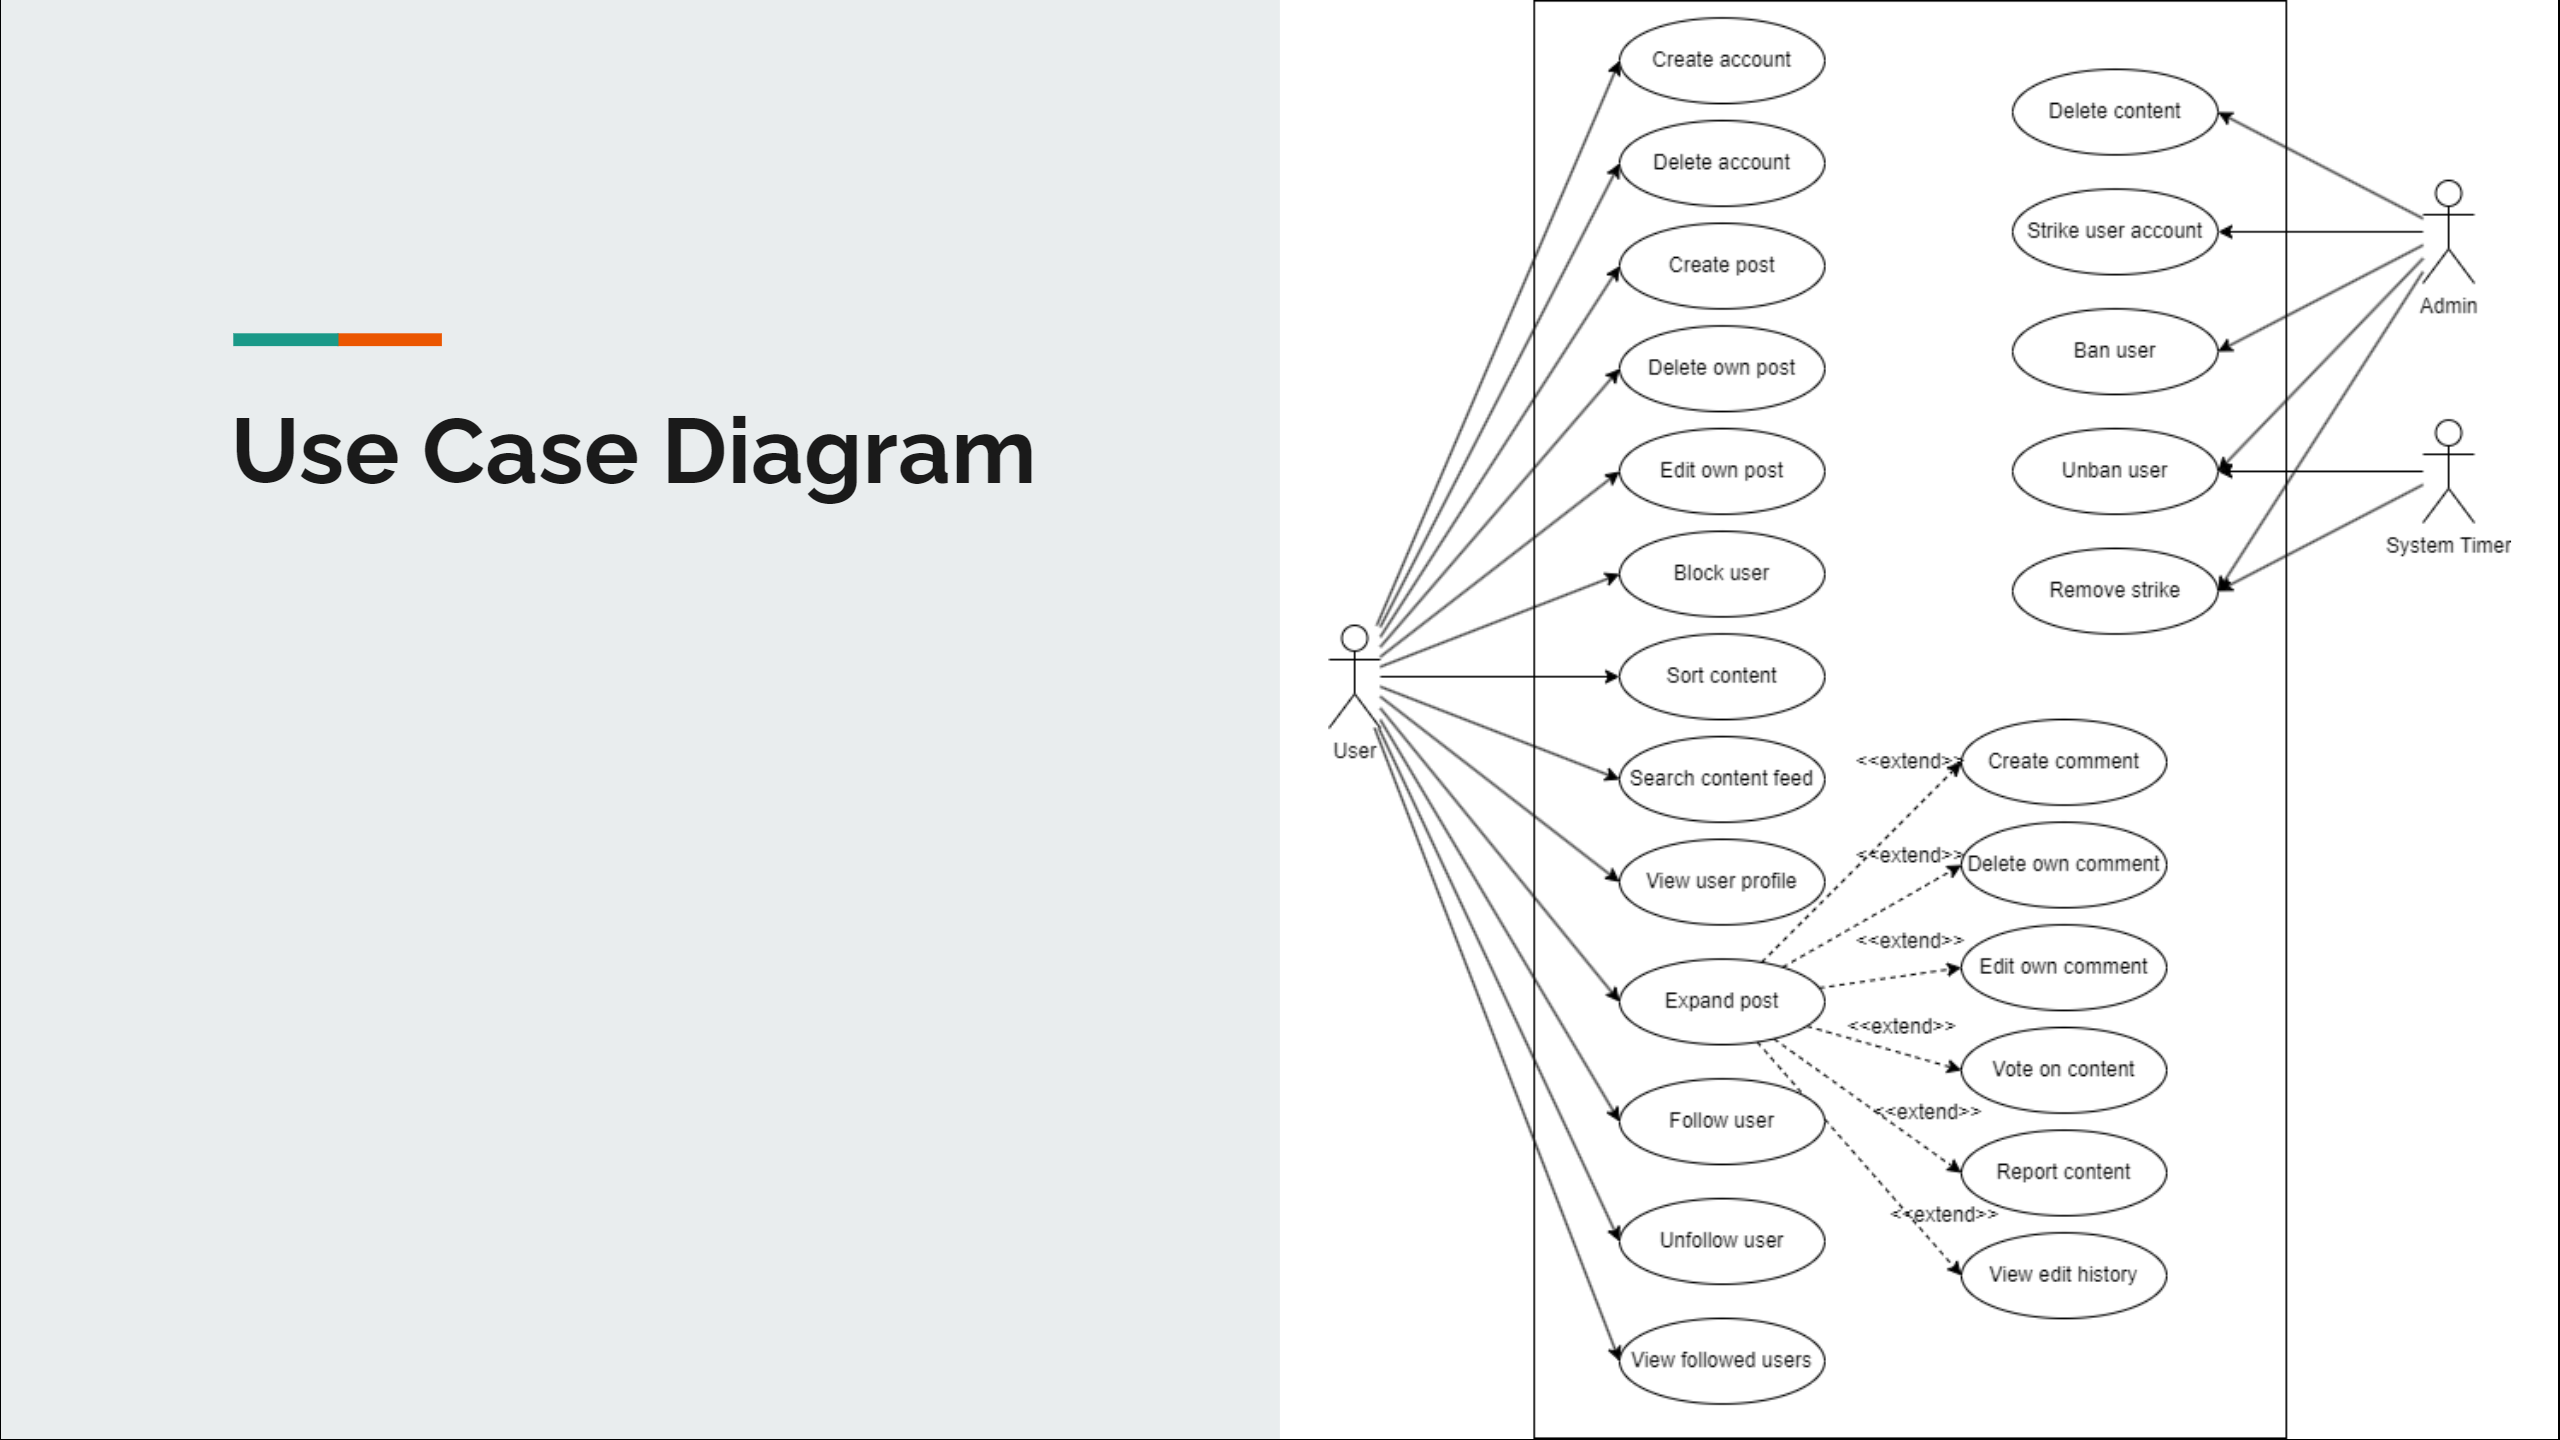 Use Case Diagram
Create account
Delete account
Create post
Delete own post
Edit own post
Block user
Sort content
Search content feed
View user profile
Expand post
Follow user
Unfollow user
View followed users
User
Delete content
Strike user account
Ban user
Unban user
Remove strike
Admin
System Timer
<<extend>>
Create comment
<<extend>>
Delete own comment
<<extend>>
Edit own comment
<<extend>>
Vote on content
<<extend>>
Report content
<<extend>>
View edit history